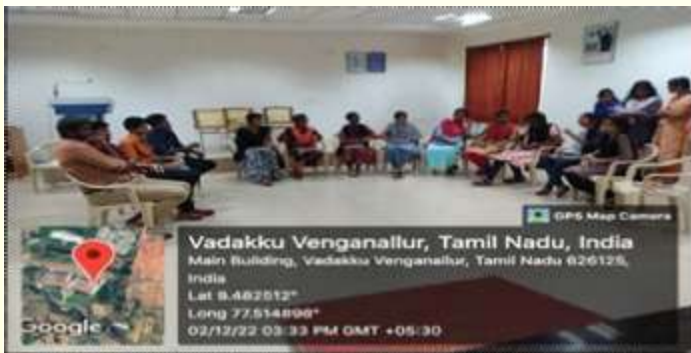 GPS Map Camera
Vadakku Venganallur, Tamil Nadu, India
Main Building, Vadakku Venganallur, Tamil Nadu 626125,
India
Lat 9.482512°
Long 77.514898°
02/12/22 03:33 PM GMT +05:30
Google